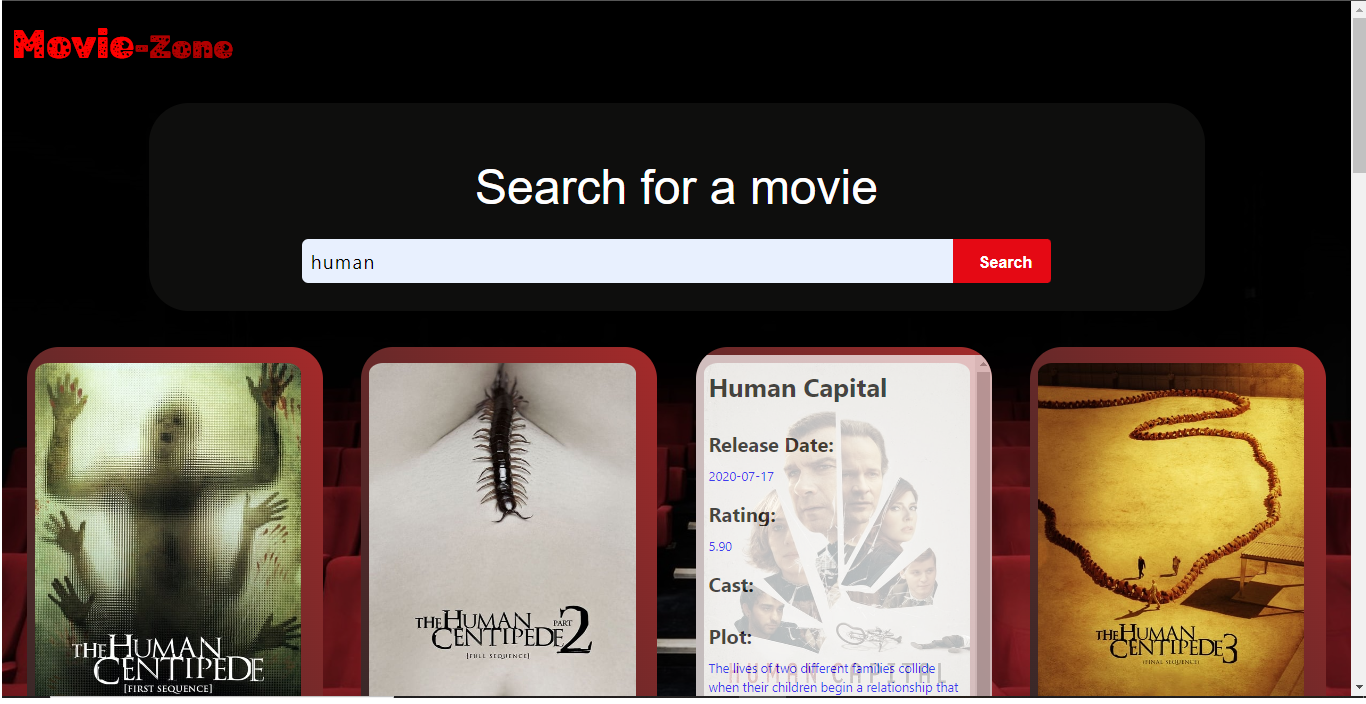 Movie-Zone
Search for a movie
human
Search
THE HUMAN
CENTIPEDE
[FIRST SEQUENCE]
THE HUMAN PART
CENTIPEDE 2
[FULL SEQUENCE]
Human Capital
Release Date:
2020-07-17
Rating:
5.90
Cast:
Plot:
The lives of two different families collide
when their children begin a relationship that
HUMAN CAPITAL
THE HUMAN
CENTIPEDE 3
[FINAL SEQUENCE]